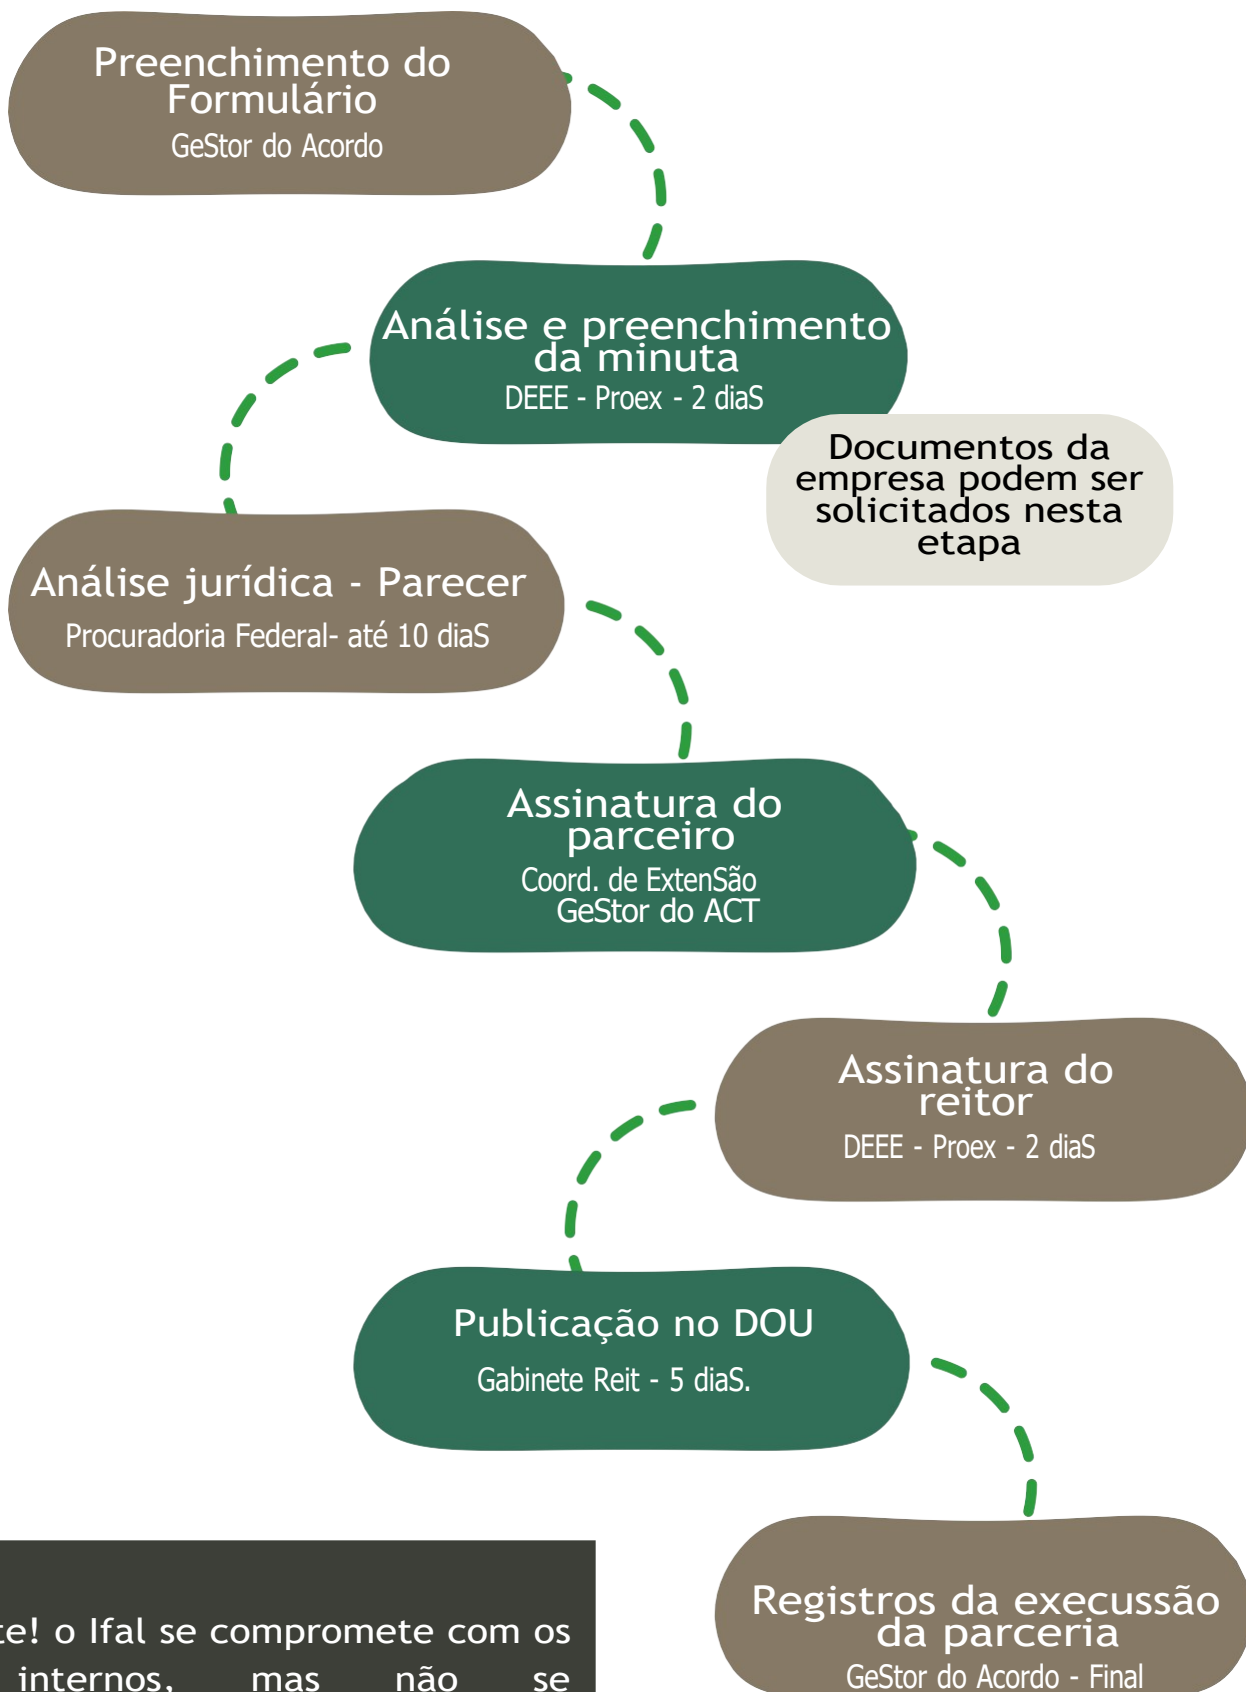 Preenchimento do
Formulário
GeStor do Acordo
Análise e preenchimento
da minuta
DEEE - Proex - 2 diaS
Documentos da
empresa podem ser
solicitados nesta
etapa
Análise jurídica - Parecer
Procuradoria Federal- até 10 diaS
Assinatura do
parceiro
Coord. de ExtenSão
GeStor do ACT
Assinatura do
reitor
DEEE - Proex - 2 diaS
Publicação no DOU
Gabinete Reit - 5 diaS.
Registros da execussão
da parceria
GeStor do Acordo - Final
te! o Ifal se compromete com os
internos, mas não se